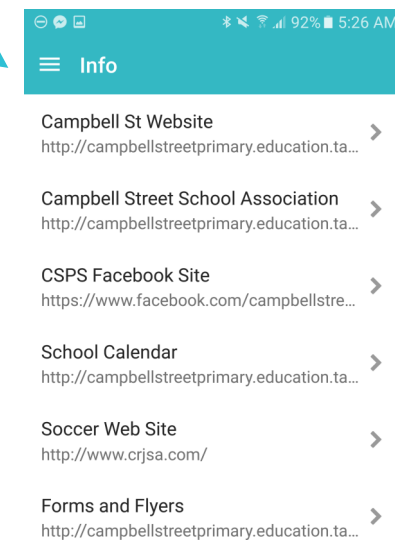 92% 5:26 AM
Info
Campbell St Website
http://campbellstreetprimary.education.ta...
Campbell Street School Association
http://campbellstreetprimary.education.ta...
CSPS Facebook Site
https://www.facebook.com/campbellstre...
School Calendar
http://campbellstreetprimary.education.ta...
Soccer Web Site
http://www.crjsa.com/
Forms and Flyers
http://campbellstreetprimary.education.ta...